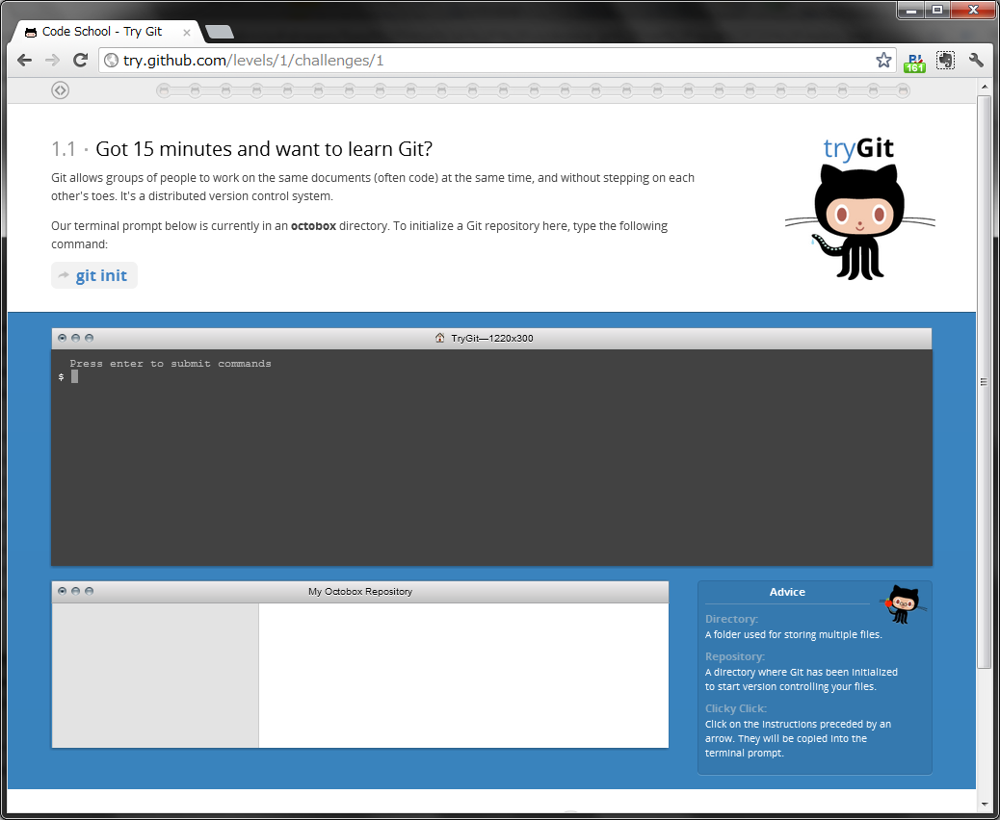 Code School - Try Git
try.github.com/levels/1/challenges/1
161
1.1 · Got 15 minutes and want to learn Git?
tryGit
Git allows groups of people to work on the same documents (often code) at the same time, and without stepping on each
other's toes. It's a distributed version control system.
Our terminal prompt below is currently in an octobox directory. To initialize a Git repository here, type the following
command:
git init
TryGit—1220x300
Press enter to submit commands
$
My Octobox Repository
Advice
Directory:
A folder used for storing multiple files.
Repository:
A directory where Git has been initialized
to start version controlling your files.
Clicky Click:
Click on the instructions preceded by an
arrow. They will be copied into the
terminal prompt.